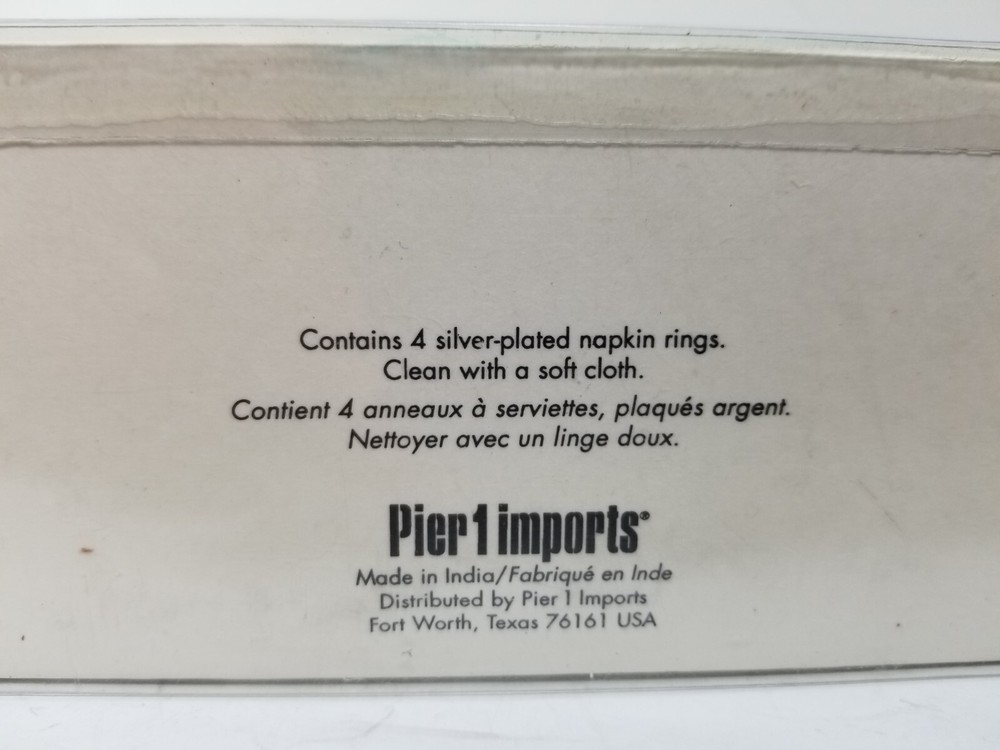 Contains 4 silver-plated napkin rings.
Clean with a soft cloth.
Contient 4 anneaux à serviettes, plaqués argent.
Nettoyer avec un linge doux.
Pier 1 imports®
Made in India/Fabriqué en Inde
Distributed by Pier 1 Imports
Fort Worth, Texas 76161 USA